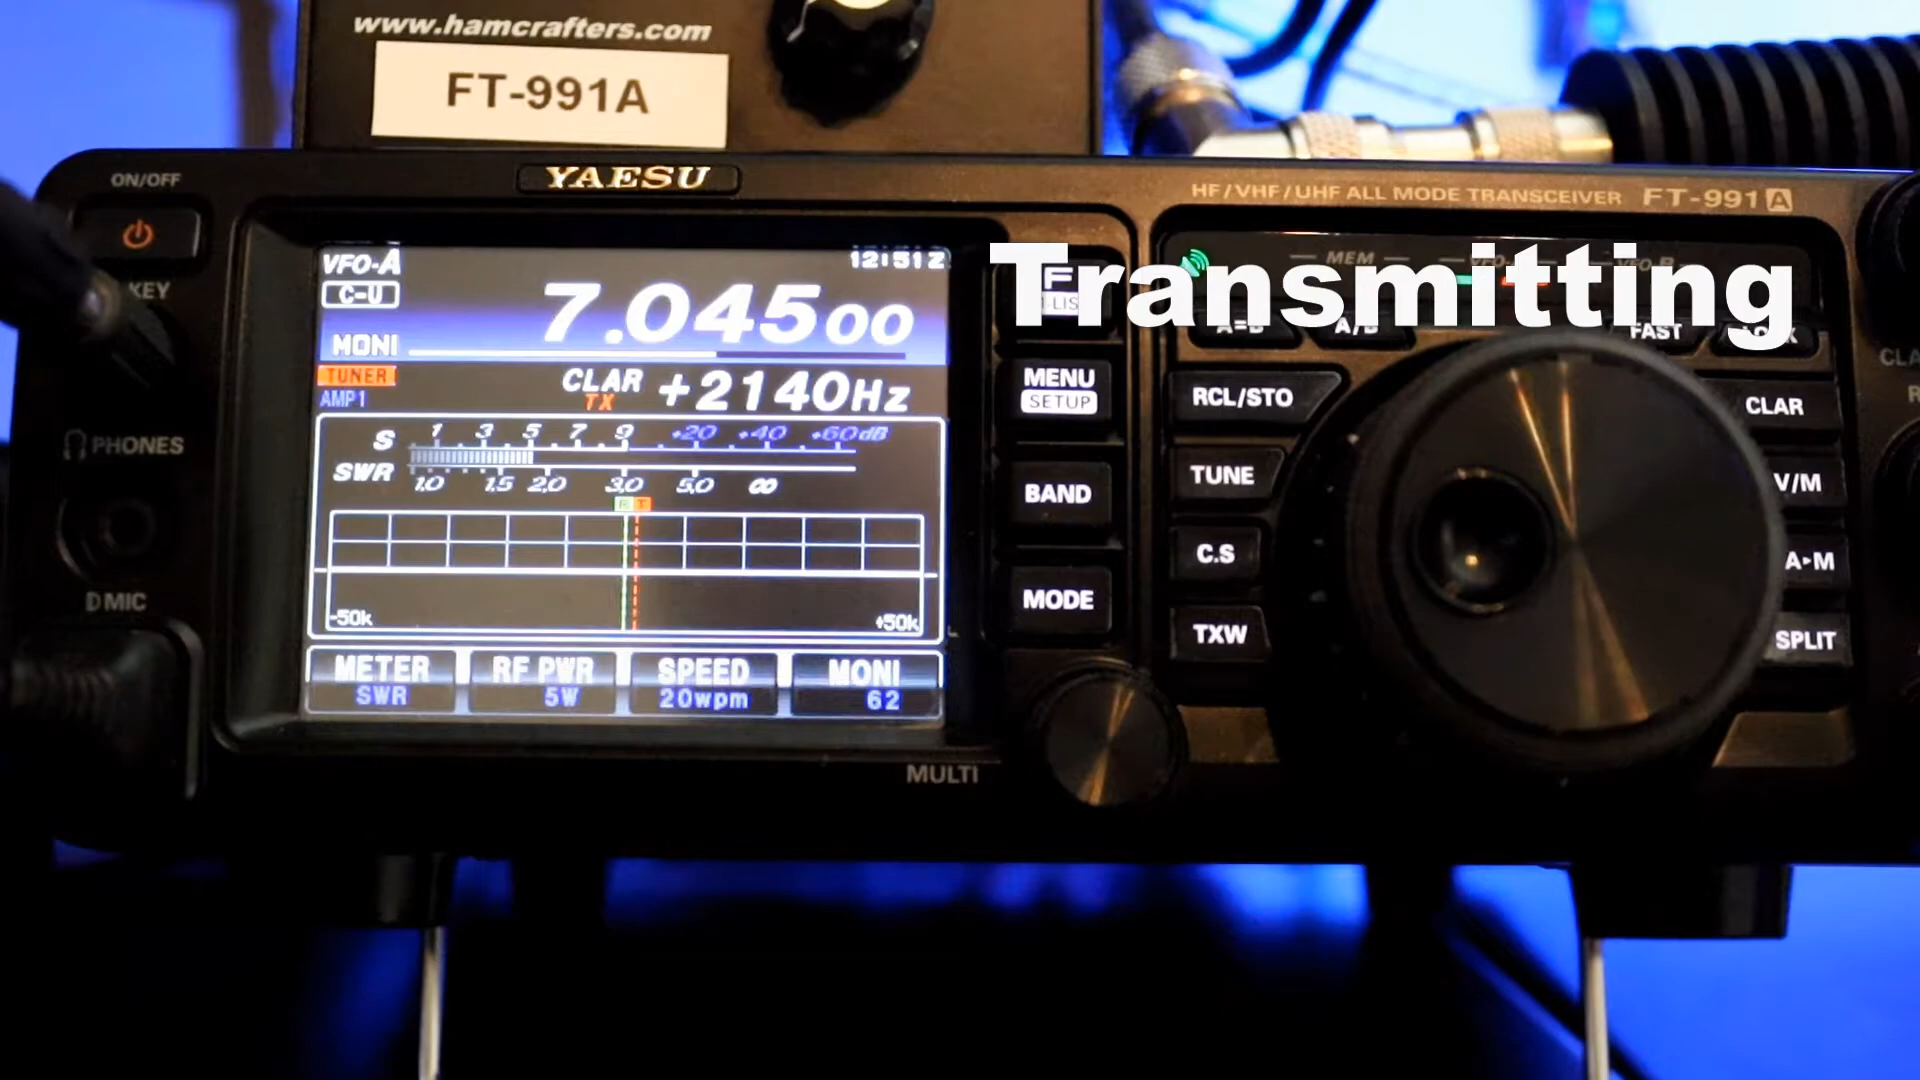 www.hamcrafters.com
FT-991A
ON/OFF
YAESU
HF/VHF/UHF ALL MODE TRANSCEIVER FT-991A
KEY
PHONES
D MIC
VFO-A
12:51Z
C-U
7.045 00
MONI
TUNER
AMP1
CLAR
TX
+2140Hz
S 1 3 5 7 9 +20 +40 +60dB
SWR 1.0 1.5 2.0 3.0 5.0 ∞
R T
-50k
+50k
METER
SWR
RF PWR
5W
SPEED
20wpm
MONI
62
MULTI
Transmitting
F
MENU
SETUP
BAND
MODE
MEM
A=B
A/B
FAST
RCL/STO
TUNE
C.S
TXW
CLAR
V/M
A▸M
SPLIT